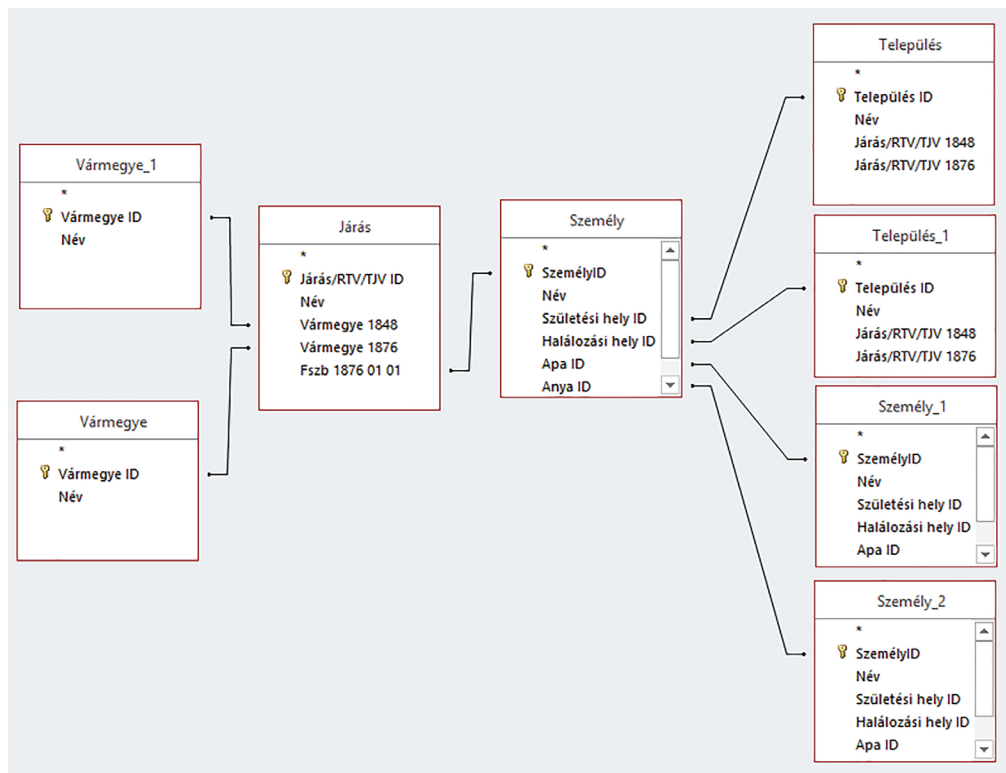 Vármegye_1
*
Vármegye ID
Név
Vármegye
*
Vármegye ID
Név
Járás
*
Járás/RTV/TJV ID
Név
Vármegye 1848
Vármegye 1876
Fszb 1876 01 01
Személy
*
SzemélyID
Név
Születési hely ID
Halálozási hely ID
Apa ID
Anya ID
Település
*
Település ID
Név
Járás/RTV/TJV 1848
Járás/RTV/TJV 1876
Település_1
*
Település ID
Név
Járás/RTV/TJV 1848
Járás/RTV/TJV 1876
Személy_1
*
SzemélyID
Név
Születési hely ID
Halálozási hely ID
Apa ID
Személy_2
*
SzemélyID
Név
Születési hely ID
Halálozási hely ID
Apa ID